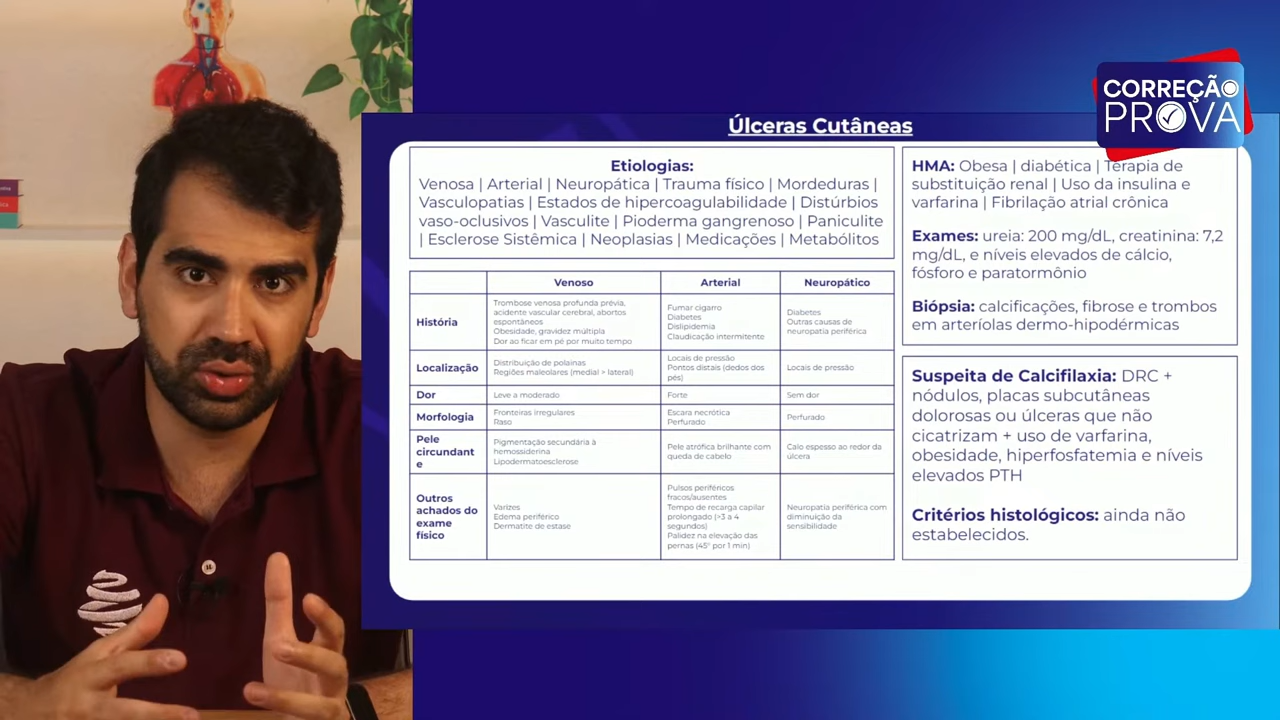 CORREÇÃO
PROVA
Úlceras Cutâneas
Etiologias:
Venosa | Arterial | Neuropática | Trauma físico | Mordeduras |
Vasculopatias | Estados de hipercoagulabilidade | Distúrbios
vaso-oclusivos | Vasculite | Pioderma gangrenoso | Paniculite
| Esclerose Sistêmica | Neoplasias | Medicações | Metabólitos
Venoso
Arterial
Neuropático
História
Trombose venosa profunda prévia,
acidente vascular cerebral, abortos
espontâneos
Obesidade, gravidez múltipla
Dor ao ficar em pé por muito tempo
Fumar cigarro
Diabetes
Dislipidemia
Claudicação intermitente
Diabetes
Outras causas de
neuropatia periférica
Localização
Distribuição de polainas
Regiões maleolares (medial > lateral)
Locais de pressão
Pontos distais (dedos dos
pés)
Locais de pressão
Dor
Leve a moderado
Forte
Sem dor
Morfologia
Fronteiras irregulares
Raso
Escara necrótica
Perfurado
Perfurado
Pele
circundant
e
Pigmentação secundária à
hemossiderina
Lipodermatoesclerose
Pele atrófica brilhante com
queda de cabelo
Calo espesso ao redor da
úlcera
Outros
achados do
exame
físico
Varizes
Edema periférico
Dermatite de estase
Pulsos periféricos
fracos/ausentes
Tempo de recarga capilar
prolongado (>3 a 4
segundos)
Palidez na elevação das
pernas (45° por 1 min)
Neuropatia periférica com
diminuição da
sensibilidade
HMA: Obesa | diabética | Terapia de
substituição renal | Uso da insulina e
varfarina | Fibrilação atrial crônica
Exames: ureia: 200 mg/dL, creatinina: 7,2
mg/dL, e níveis elevados de cálcio,
fósforo e paratormônio
Biópsia: calcificações, fibrose e trombos
em arteríolas dermo-hipodérmicas
Suspeita de Calcifilaxia: DRC +
nódulos, placas subcutâneas
dolorosas ou úlceras que não
cicatrizam + uso de varfarina,
obesidade, hiperfosfatemia e níveis
elevados PTH
Critérios histológicos: ainda não
estabelecidos.